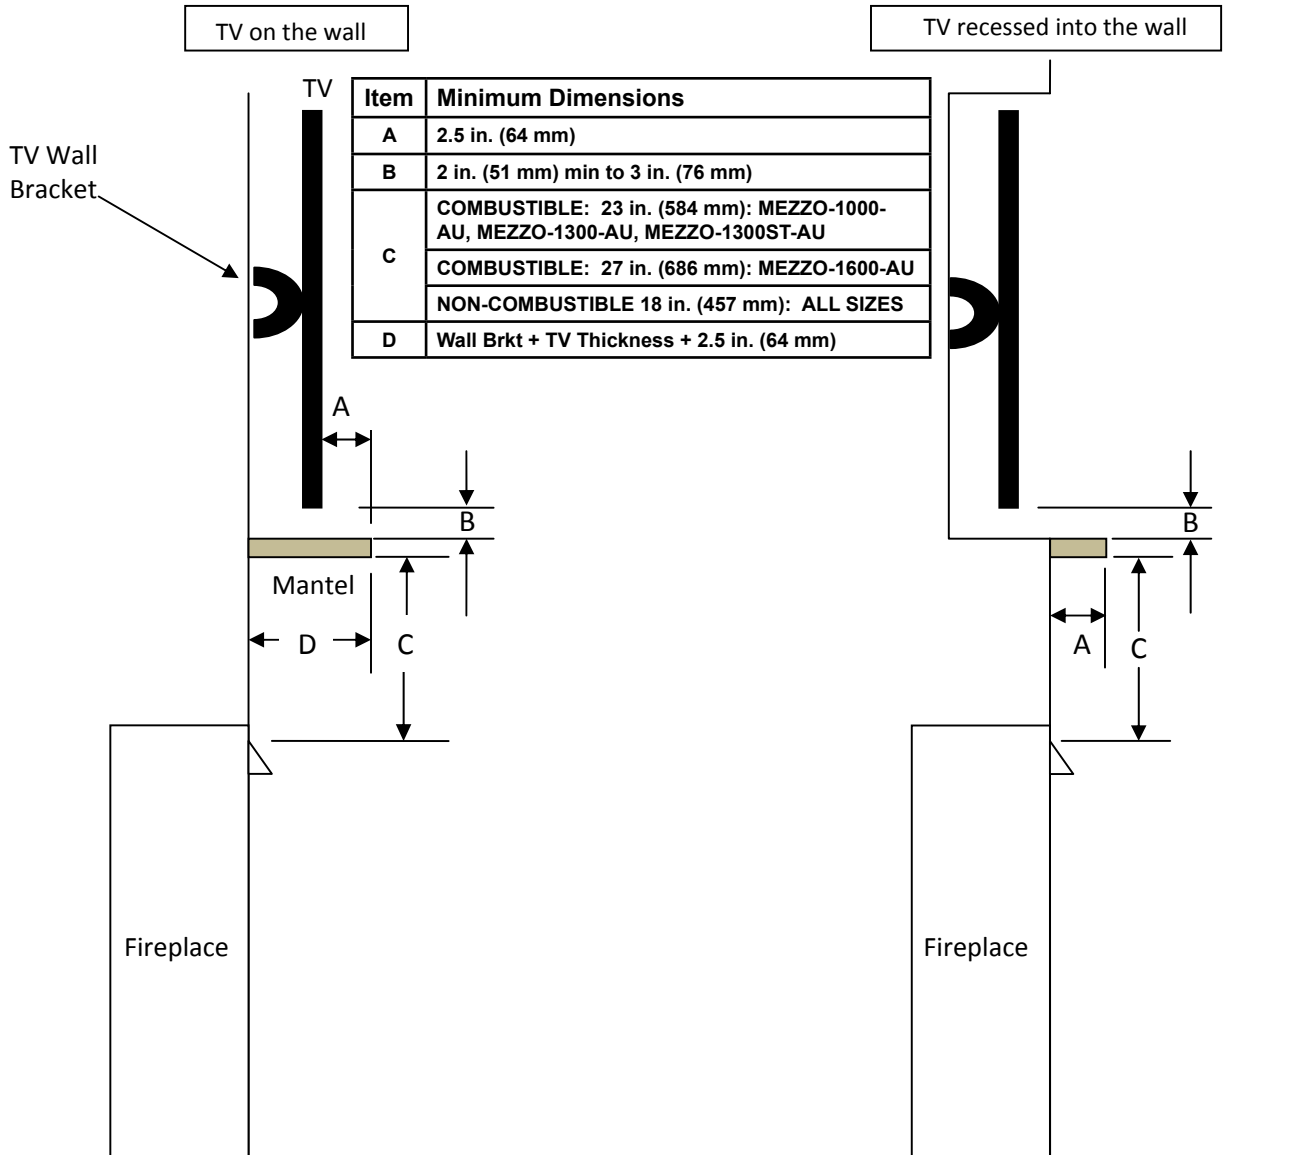 TV on the wall
TV recessed into the wall
TV
TV Wall
Bracket
Item Minimum Dimensions
A 2.5 in. (64 mm)
B 2 in. (51 mm) min to 3 in. (76 mm)
C
COMBUSTIBLE: 23 in. (584 mm): MEZZO-1000-
AU, MEZZO-1300-AU, MEZZO-1300ST-AU
COMBUSTIBLE: 27 in. (686 mm): MEZZO-1600-AU
NON-COMBUSTIBLE 18 in. (457 mm): ALL SIZES
D Wall Brkt + TV Thickness + 2.5 in. (64 mm)
A
B
Mantel
D
C
Fireplace
B
A
C
Fireplace